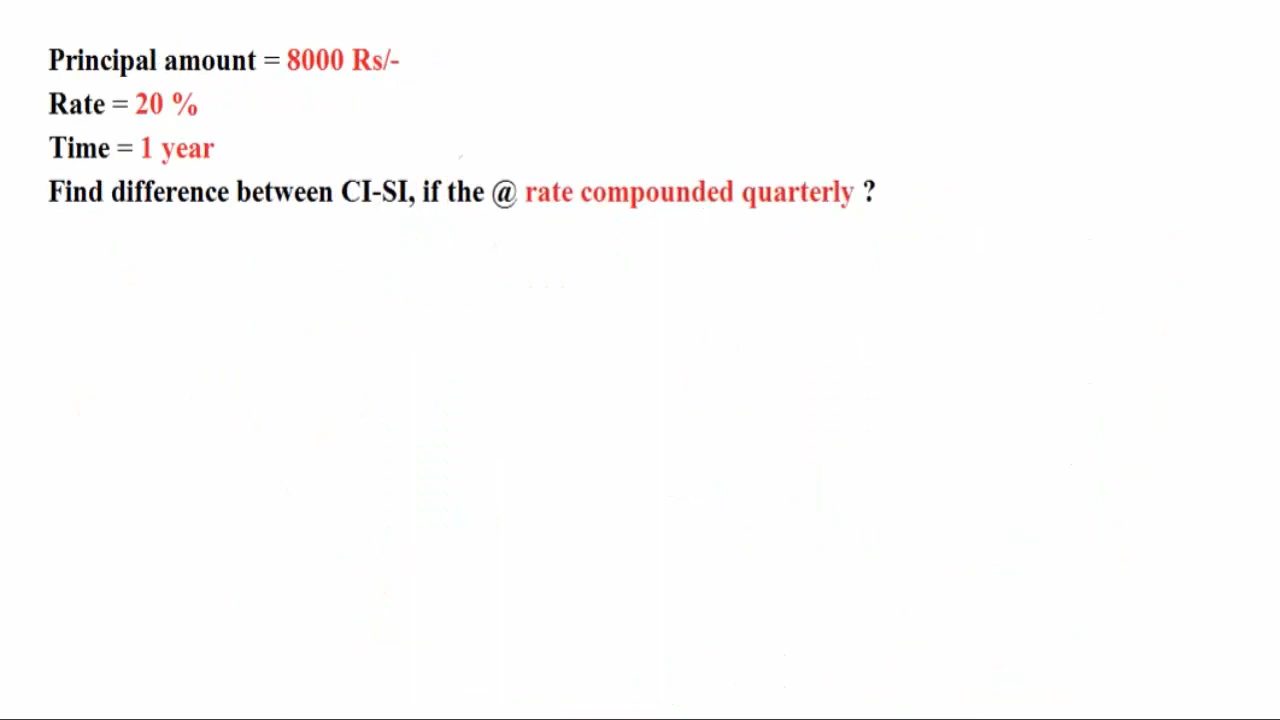 Principal amount = 8000 Rs/-
Rate = 20 %
Time = 1 year
Find difference between CI-SI, if the @ rate compounded quarterly ?